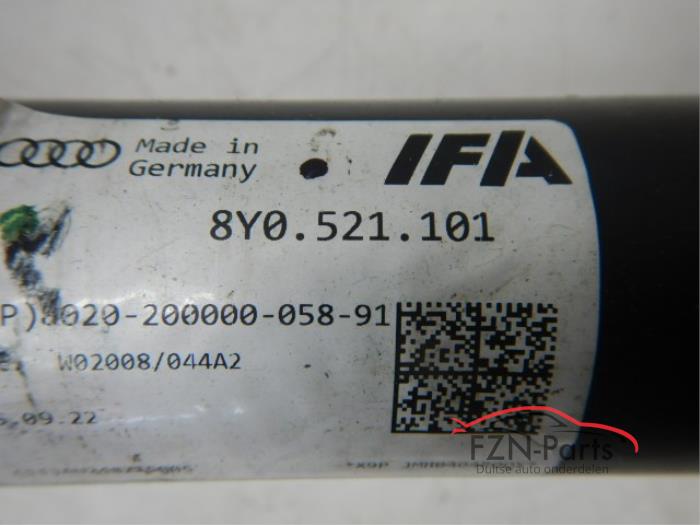 Made in
Germany
IFA
8Y0.521.101
P)8020-200000-058-91
W02008/044A2
.09.22
FZN-Parts
Duitse auto onderdelen